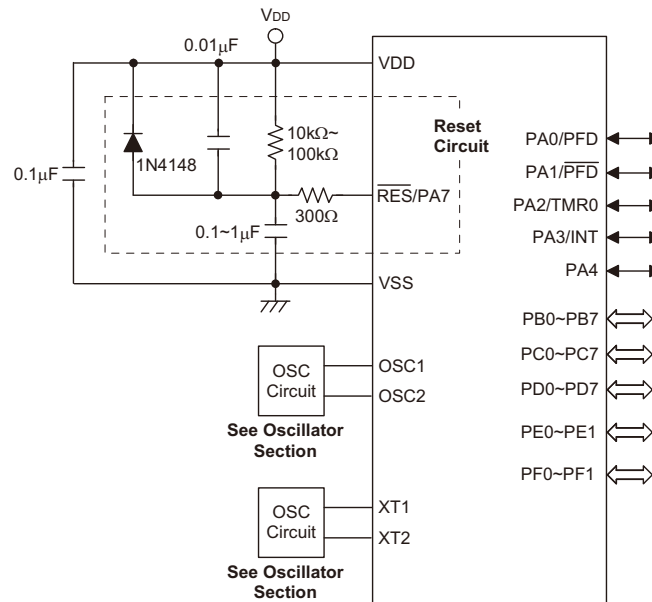 VDD
0.01μF
VDD
Reset
Circuit
10kΩ~
100kΩ
1N4148
0.1μF
RES/PA7
300Ω
0.1~1μF
VSS
PA0/PFD
PA1/PFD
PA2/TMR0
PA3/INT
PA4
PB0~PB7
PC0~PC7
PD0~PD7
PE0~PE1
PF0~PF1
OSC
Circuit
OSC1
OSC2
See Oscillator
Section
OSC
Circuit
XT1
XT2
See Oscillator
Section